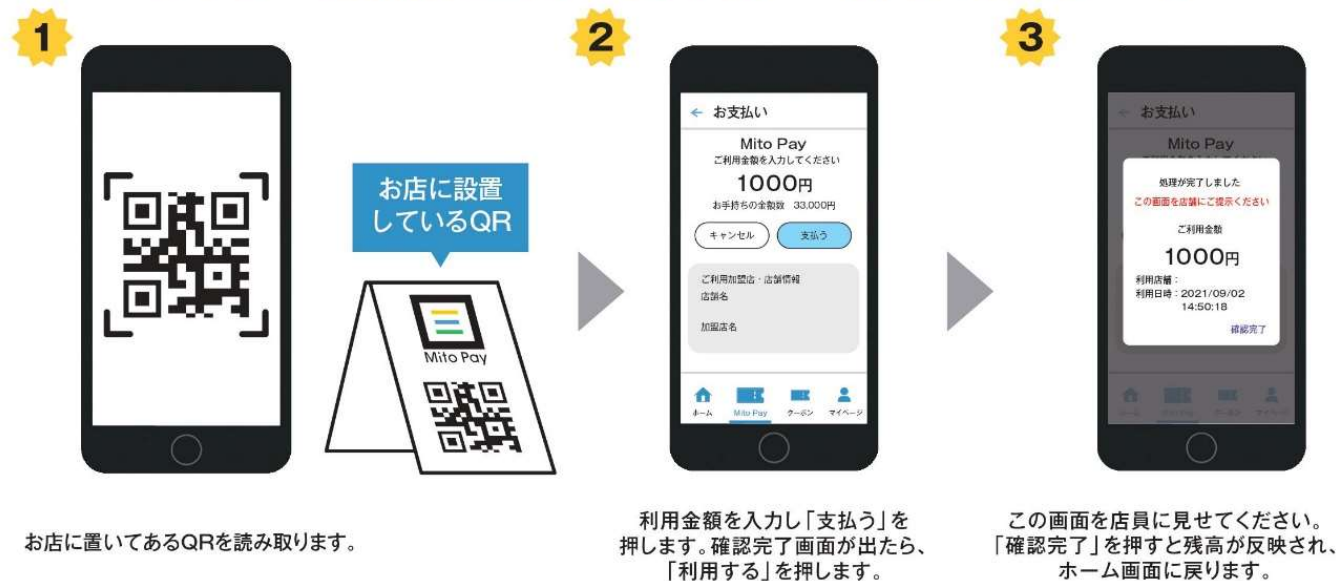 1
お店に設置
しているQR
Mito Pay
お店に置いてあるQRを読み取ります。
2
← お支払い
Mito Pay
ご利用金額を入力してください
1000円
お手持ちの金額数 33,000円
キャンセル
支払う
ご利用加盟店・店舗情報
店舗名
加盟店名
ホーム
Mito Pay
クーポン
マイページ
利用金額を入力し「支払う」を
押します。確認完了画面が出たら、
「利用する」を押します。
3
← お支払い
Mito Pay
処理が完了しました
この画面を店舗にご提示ください
ご利用金額
1000円
利用店舗：
利用日時：2021/09/02
14:50:18
確認完了
この画面を店員に見せてください。
「確認完了」を押すと残高が反映され、
ホーム画面に戻ります。